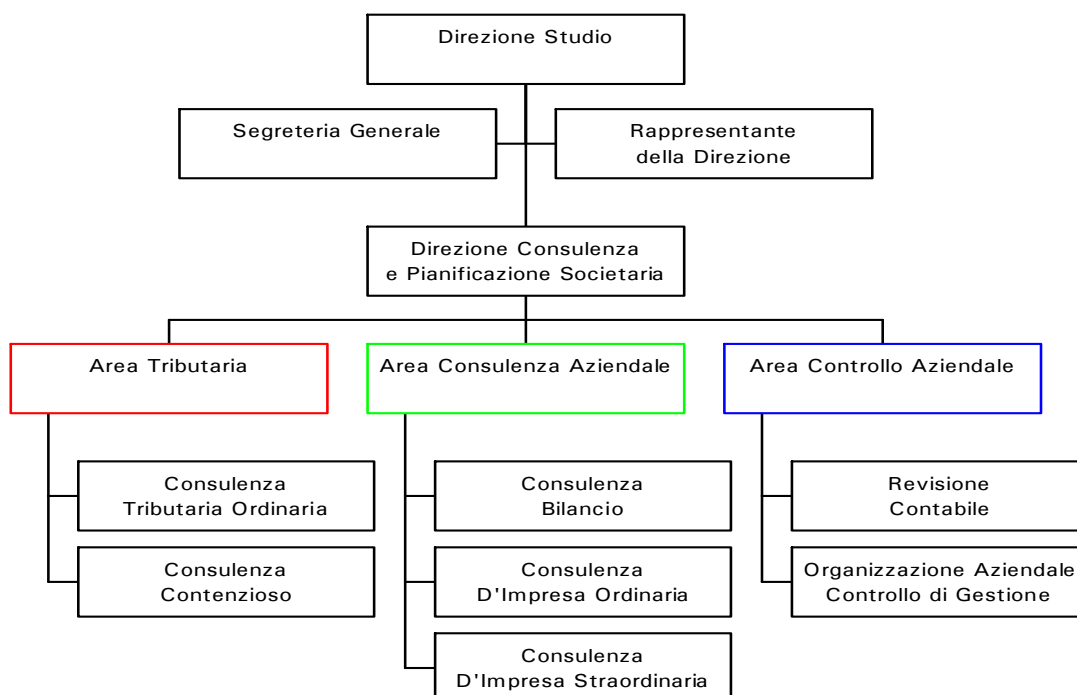 Direzione Studio
Segreteria Generale
Rappresentante
della Direzione
Direzione Consulenza
e Pianificazione Societaria
Area Tributaria
Area Consulenza Aziendale
Area Controllo Aziendale
Consulenza
Tributaria Ordinaria
Consulenza
Contenzioso
Consulenza
Bilancio
Consulenza
D'Impresa Ordinaria
Consulenza
D'Impresa Straordinaria
Revisione
Contabile
Organizzazione Aziendale
Controllo di Gestione